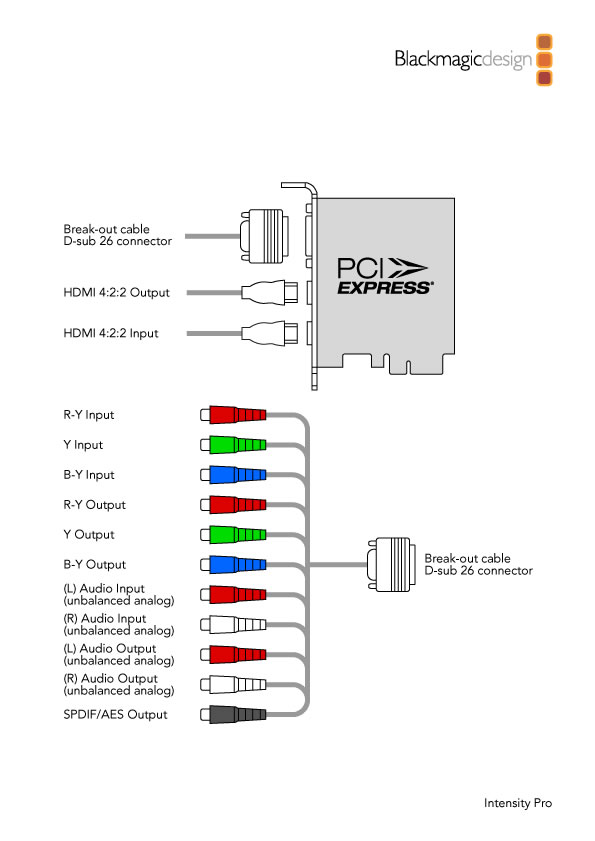 Blackmagicdesign
Break-out cable
D-sub 26 connector
HDMI 4:2:2 Output
HDMI 4:2:2 Input
PCI
EXPRESS®
R-Y Input
Y Input
B-Y Input
R-Y Output
Y Output
B-Y Output
(L) Audio Input
(unbalanced analog)
(R) Audio Input
(unbalanced analog)
(L) Audio Output
(unbalanced analog)
(R) Audio Output
(unbalanced analog)
SPDIF/AES Output
Break-out cable
D-sub 26 connector
Intensity Pro